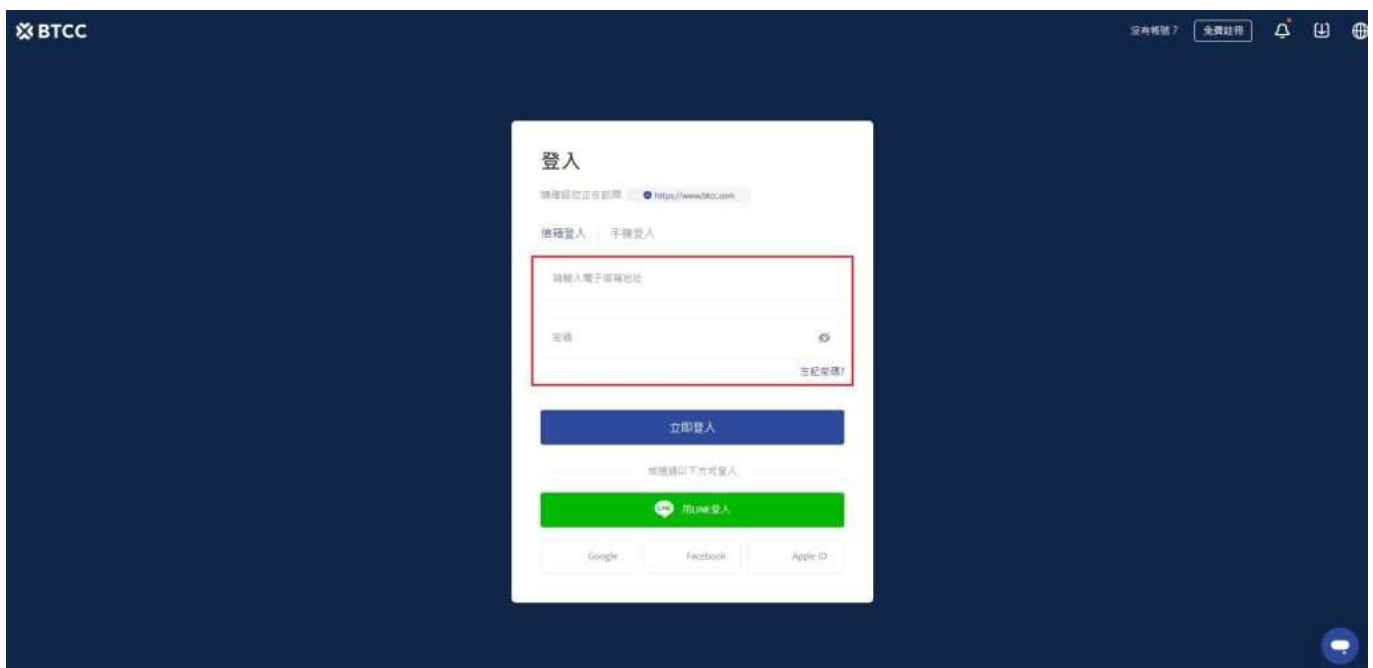 BTCC
沒有帳號？ 免費註冊
登入
請確認您正在訪問 https://www.btcc.com
信箱登入 手機登入
請輸入電子信箱地址
密碼
忘記密碼?
立即登入
或透過以下方式登入
LINE 用LINE登入
Google Facebook Apple ID